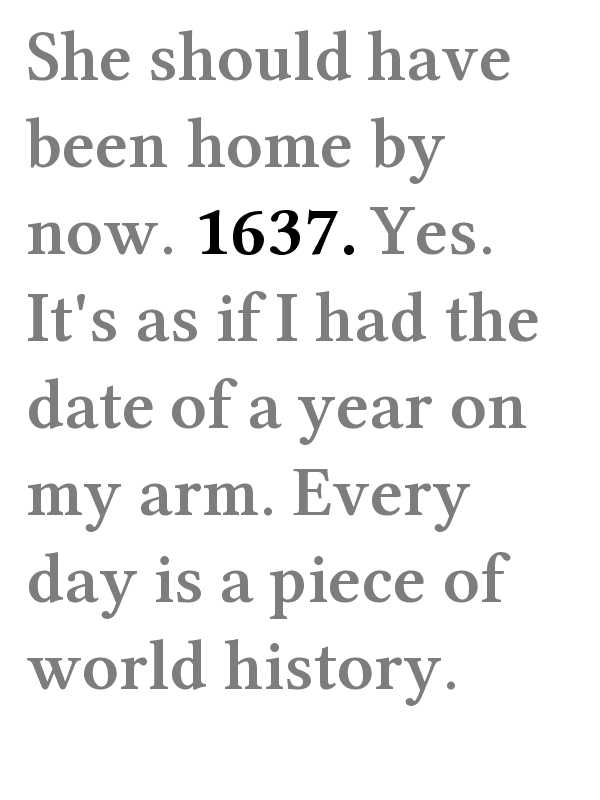 She should have
been home by
now. 1637. Yes.
It's as if I had the
date of a year on
my arm. Every
day is a piece of
world history.